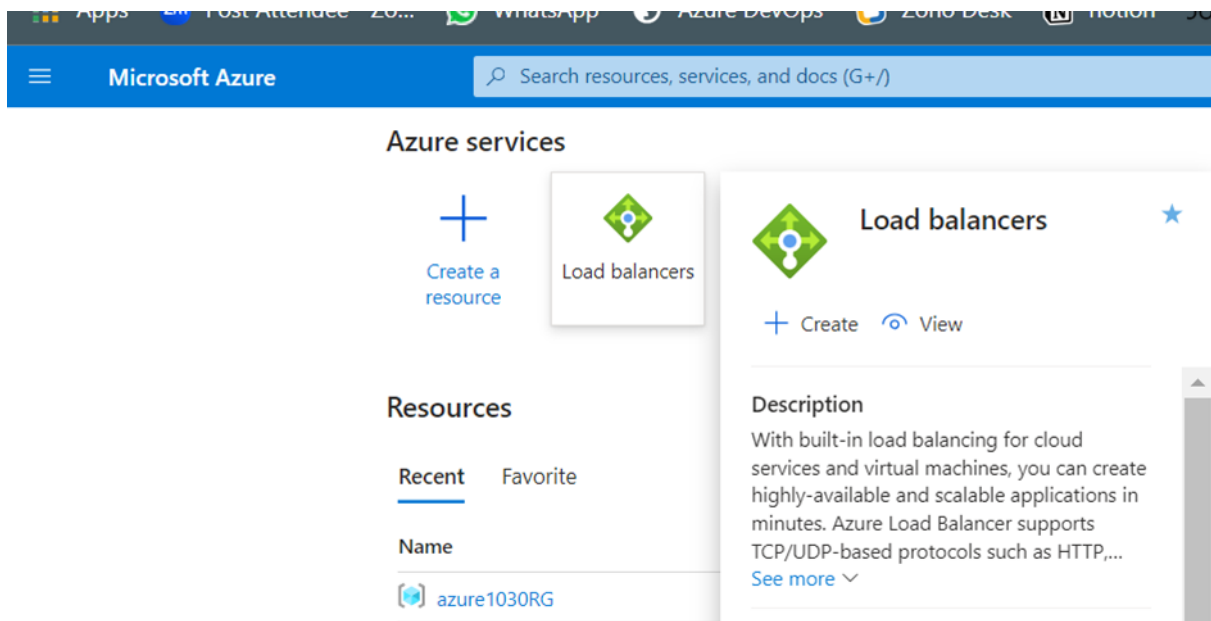 Apps
Post Attendee - Zo...
WhatsApp
Azure DevOps
Zoho Desk
notion
Microsoft Azure
Search resources, services, and docs (G+/)
Azure services
Create a
resource
Load balancers
Load balancers
Create
View
Resources
Recent
Favorite
Name
azure1030RG
Description
With built-in load balancing for cloud
services and virtual machines, you can create
highly-available and scalable applications in
minutes. Azure Load Balancer supports
TCP/UDP-based protocols such as HTTP,...
See more